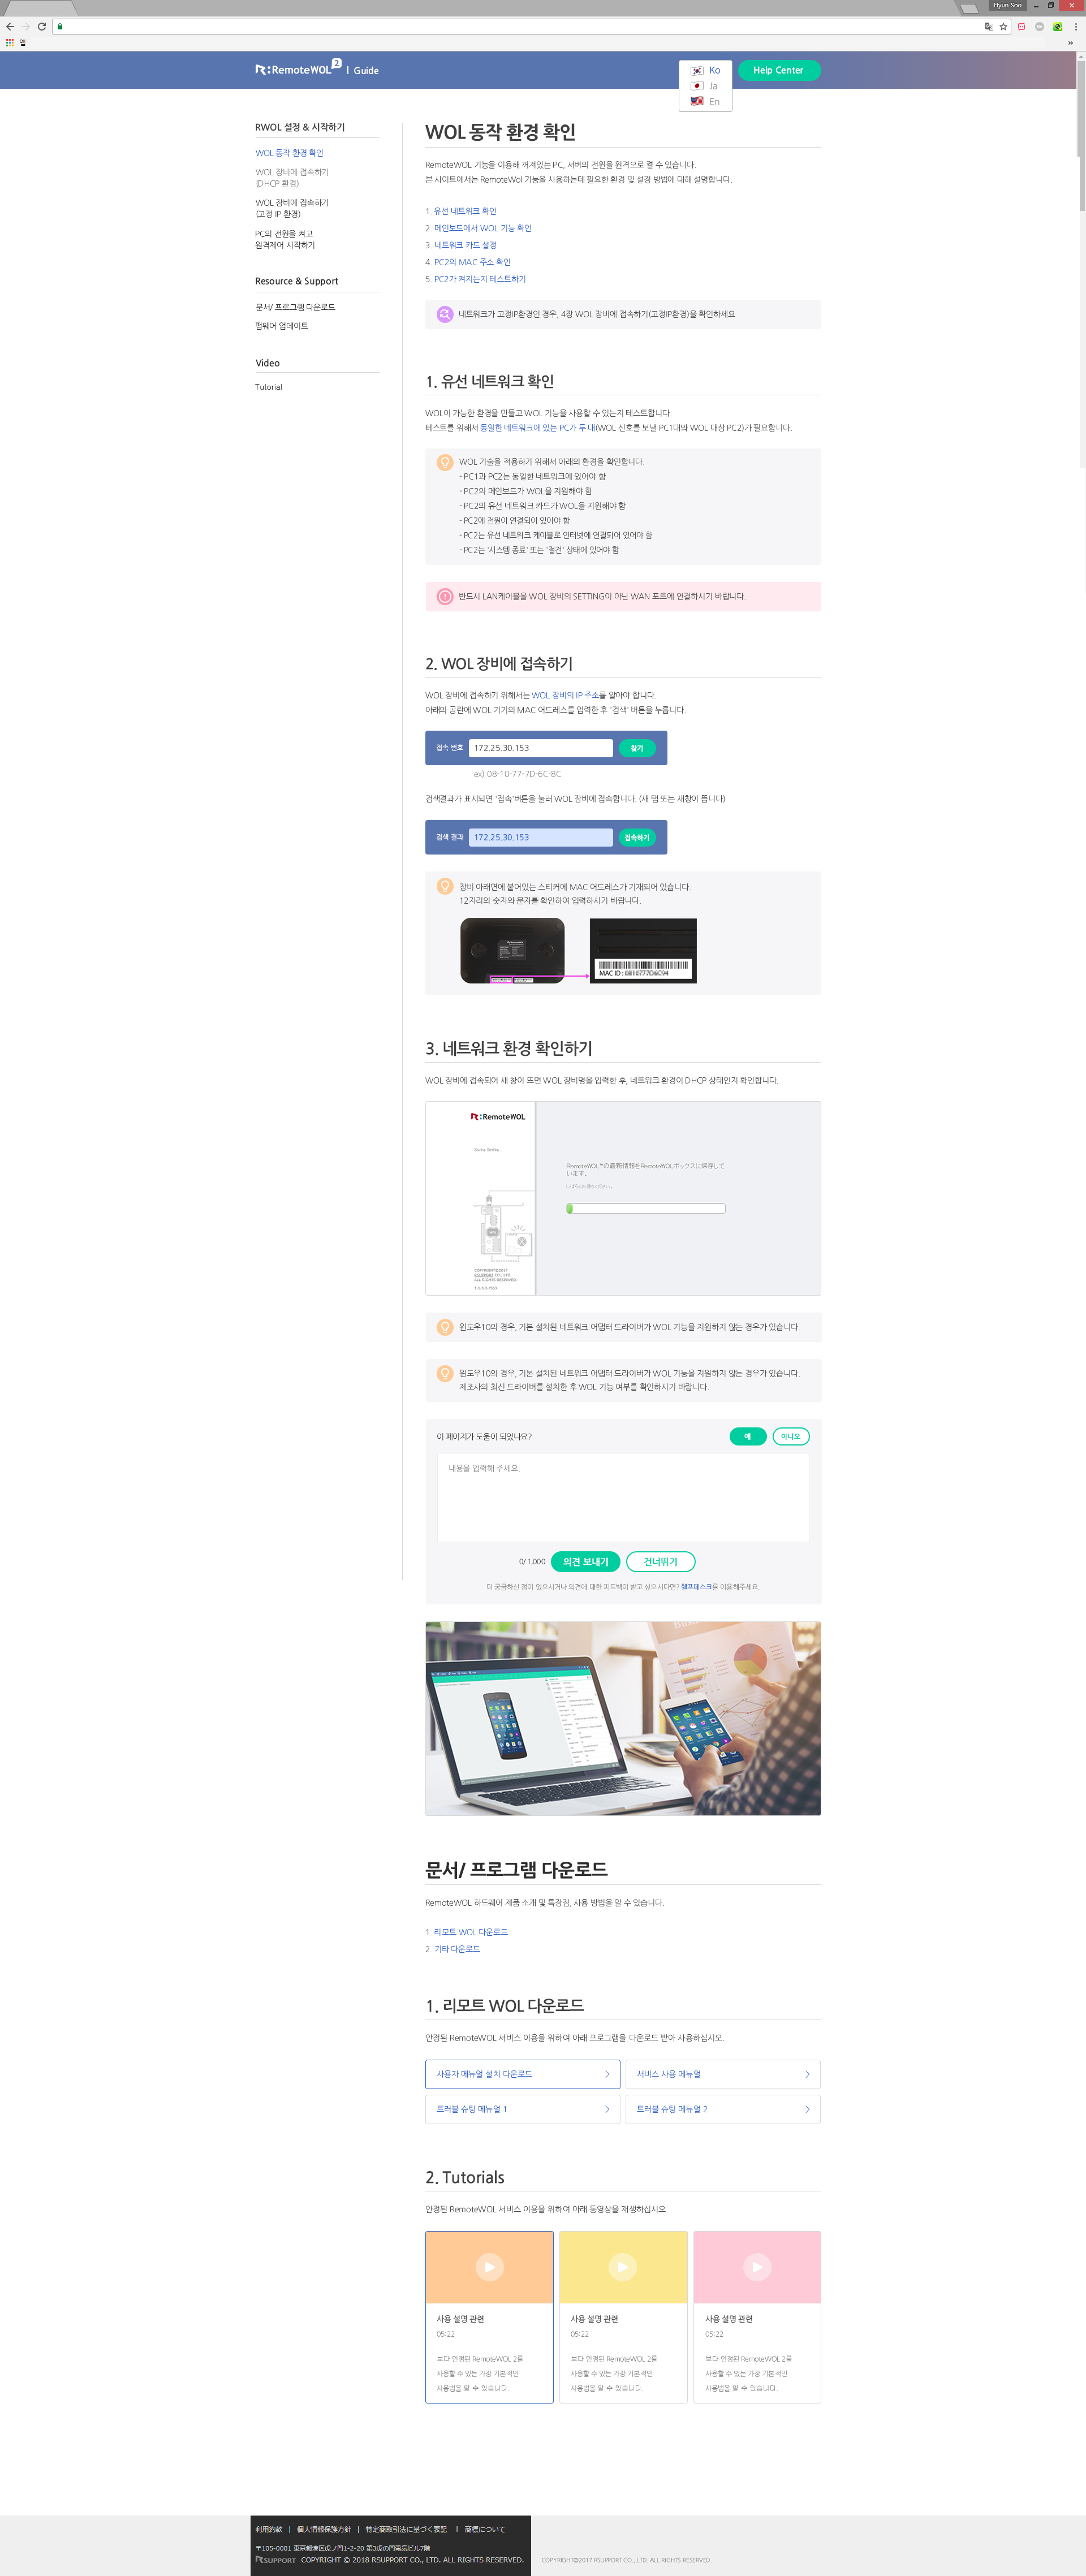 Hyun Soo
앱
R:RemoteWOL 2 | Guide
Ko
Ja
En
Help Center
RWOL 설정 & 시작하기
WOL 동작 환경 확인
WOL 장비에 접속하기
(DHCP 환경)
WOL 장비에 접속하기
(고정 IP 환경)
PC의 전원을 켜고
원격제어 시작하기
Resource & Support
문서/ 프로그램 다운로드
펌웨어 업데이트
Video
Tutorial
WOL 동작 환경 확인
RemoteWOL 기능을 이용해 꺼져있는 PC, 서버의 전원을 원격으로 켤 수 있습니다.
본 사이트에서는 RemoteWol 기능을 사용하는데 필요한 환경 및 설정 방법에 대해 설명합니다.
1. 유선 네트워크 확인
2. 메인보드에서 WOL 기능 확인
3. 네트워크 카드 설정
4. PC2의 MAC 주소 확인
5. PC2가 켜지는지 테스트하기
네트워크가 고정IP환경인 경우, 4장 WOL 장비에 접속하기(고정IP환경)을 확인하세요
1. 유선 네트워크 확인
WOL이 가능한 환경을 만들고 WOL 기능을 사용할 수 있는지 테스트합니다.
테스트를 위해서 동일한 네트워크에 있는 PC가 두 대(WOL 신호를 보낼 PC1대와 WOL 대상 PC2)가 필요합니다.
WOL 기술을 적용하기 위해서 아래의 환경을 확인합니다.
- PC1과 PC2는 동일한 네트워크에 있어야 함
- PC2의 메인보드가 WOL을 지원해야 함
- PC2의 유선 네트워크 카드가 WOL을 지원해야 함
- PC2에 전원이 연결되어 있어야 함
- PC2는 유선 네트워크 케이블로 인터넷에 연결되어 있어야 함
- PC2는 '시스템 종료' 또는 '절전' 상태에 있어야 함
반드시 LAN케이블을 WOL 장비의 SETTING이 아닌 WAN 포트에 연결하시기 바랍니다.
2. WOL 장비에 접속하기
WOL 장비에 접속하기 위해서는 WOL 장비의 IP 주소를 알아야 합니다.
아래의 공란에 WOL 기기의 MAC 어드레스를 입력한 후 '검색' 버튼을 누릅니다.
접속 번호 172.25.30.153 찾기
ex) 08-10-77-7D-6C-8C
검색결과가 표시되면 '접속'버튼을 눌러 WOL 장비에 접속합니다. (새 탭 또는 새창이 뜹니다)
검색 결과 172.25.30.153 접속하기
장비 아래면에 붙어있는 스티커에 MAC 어드레스가 기재되어 있습니다.
12자리의 숫자와 문자를 확인하여 입력하시기 바랍니다.
MAC ID : 0810777D6C94
3. 네트워크 환경 확인하기
WOL 장비에 접속되어 새 창이 뜨면 WOL 장비명을 입력한 후, 네트워크 환경이 DHCP 상태인지 확인합니다.
R:RemoteWOL
RemoteWOL™の最新情報をRemoteWOLボックスに保存して
います。
しばらくお待ちください。
COPYRIGHT©2017
RSUPPORT CO., LTD.
ALL RIGHTS RESERVED.
윈도우10의 경우, 기본 설치된 네트워크 어댑터 드라이버가 WOL 기능을 지원하지 않는 경우가 있습니다.
윈도우10의 경우, 기본 설치된 네트워크 어댑터 드라이버가 WOL 기능을 지원하지 않는 경우가 있습니다.
제조사의 최신 드라이버를 설치한 후 WOL 기능 여부를 확인하시기 바랍니다.
이 페이지가 도움이 되었나요? 예 아니오
내용을 입력해 주세요.
0/1,000 의견 보내기 건너뛰기
더 궁금하신 점이 있으시거나 의견에 대한 피드백이 받고 싶으시다면? 헬프데스크를 이용해주세요.
문서/ 프로그램 다운로드
RemoteWOL 하드웨어 제품 소개 및 특장점, 사용 방법을 알 수 있습니다.
1. 리모트 WOL 다운로드
2. 기타 다운로드
1. 리모트 WOL 다운로드
안정된 RemoteWOL 서비스 이용을 위하여 아래 프로그램을 다운로드 받아 사용하십시오.
사용자 메뉴얼 설치 다운로드
서비스 사용 메뉴얼
트러블 슈팅 메뉴얼 1
트러블 슈팅 메뉴얼 2
2. Tutorials
안정된 RemoteWOL 서비스 이용을 위하여 아래 동영상을 재생하십시오.
사용 설명 관련
05:22
보다 안정된 RemoteWOL 2를
사용할 수 있는 가장 기본적인
사용법을 알 수 있습니다.
사용 설명 관련
05:22
보다 안정된 RemoteWOL 2를
사용할 수 있는 가장 기본적인
사용법을 알 수 있습니다.
사용 설명 관련
05:22
보다 안정된 RemoteWOL 2를
사용할 수 있는 가장 기본적인
사용법을 알 수 있습니다.
利用約款 | 個人情報保護方針 | 特定商取引法に基づく表記 | 商標について
〒105-0001 東京都港区虎ノ門1-2-20 第3虎の門電気ビル7階
RSUPPORT COPYRIGHT © 2018 RSUPPORT CO., LTD. ALL RIGHTS RESERVED.
COPYRIGHT©2017 RSUPPORT CO., LTD. ALL RIGHTS RESERVED.